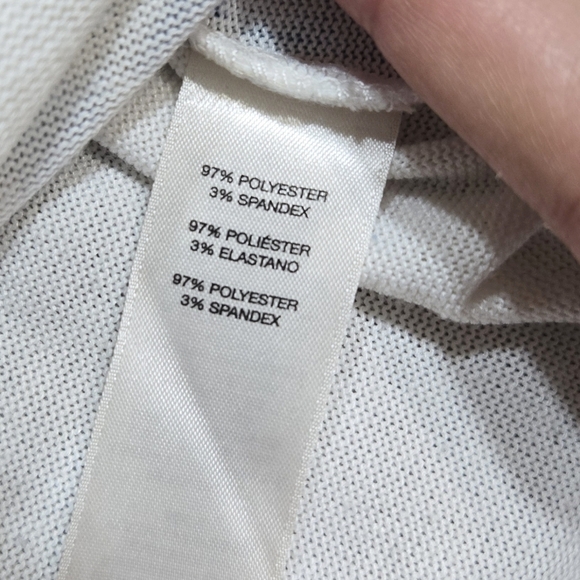 97% POLYESTER
3% SPANDEX
97% POLIÉSTER
3% ELASTANO
97% POLYESTER
3% SPANDEX